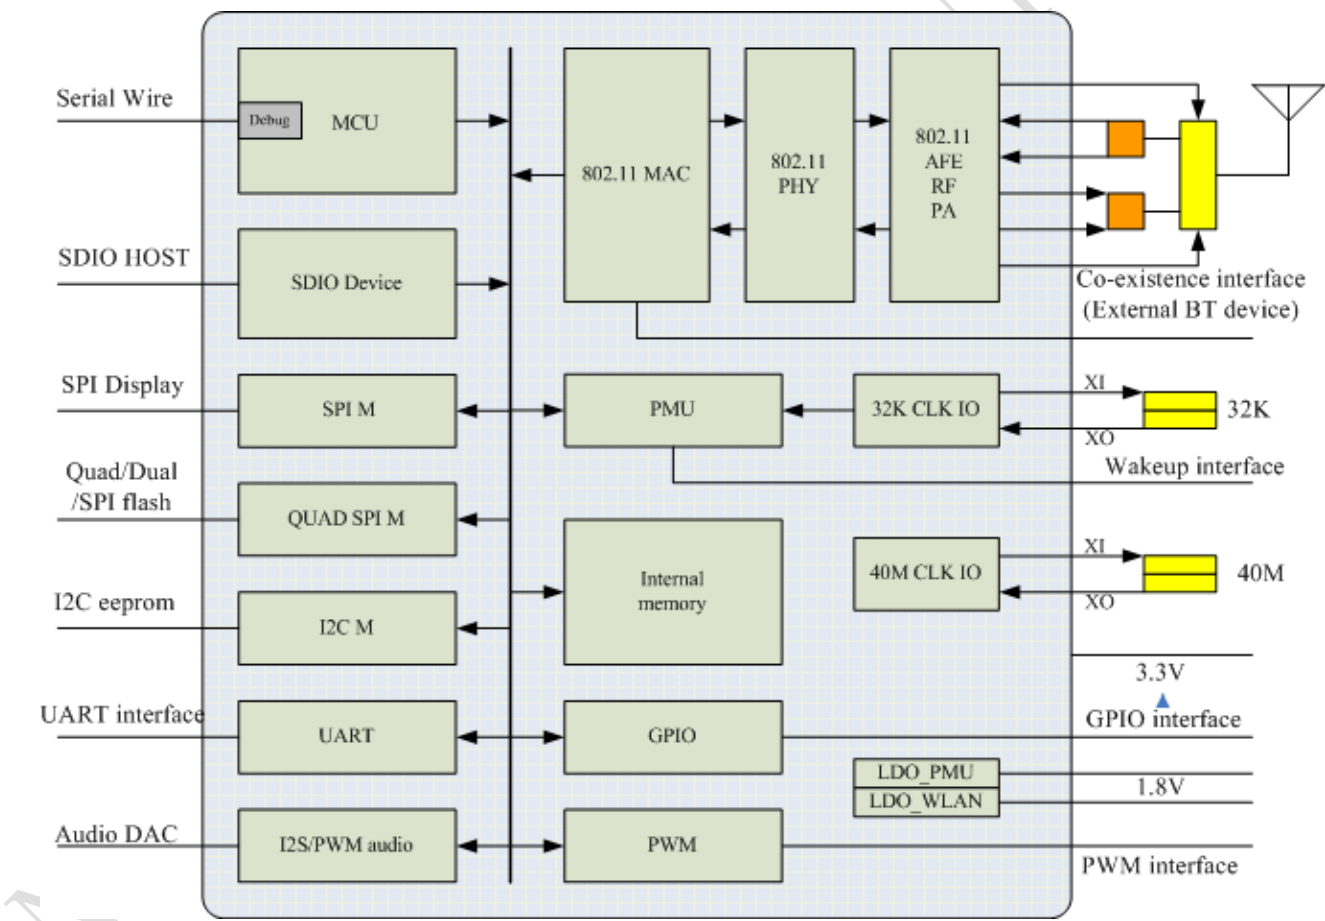 Serial Wire
Debug
MCU
SDIO HOST
SDIO Device
SPI Display
SPI M
Quad/Dual
/SPI flash
QUAD SPI M
I2C eeprom
I2C M
UART interface
UART
Audio DAC
I2S/PWM audio
802.11 MAC
802.11
PHY
802.11
AFE
RF
PA
Co-existence interface
(External BT device)
PMU
32K CLK IO
XI
XO
32K
Wakeup interface
Internal
memory
40M CLK IO
XI
XO
40M
3.3V
GPIO
GPIO interface
LDO_PMU
LDO_WLAN
1.8V
PWM
PWM interface